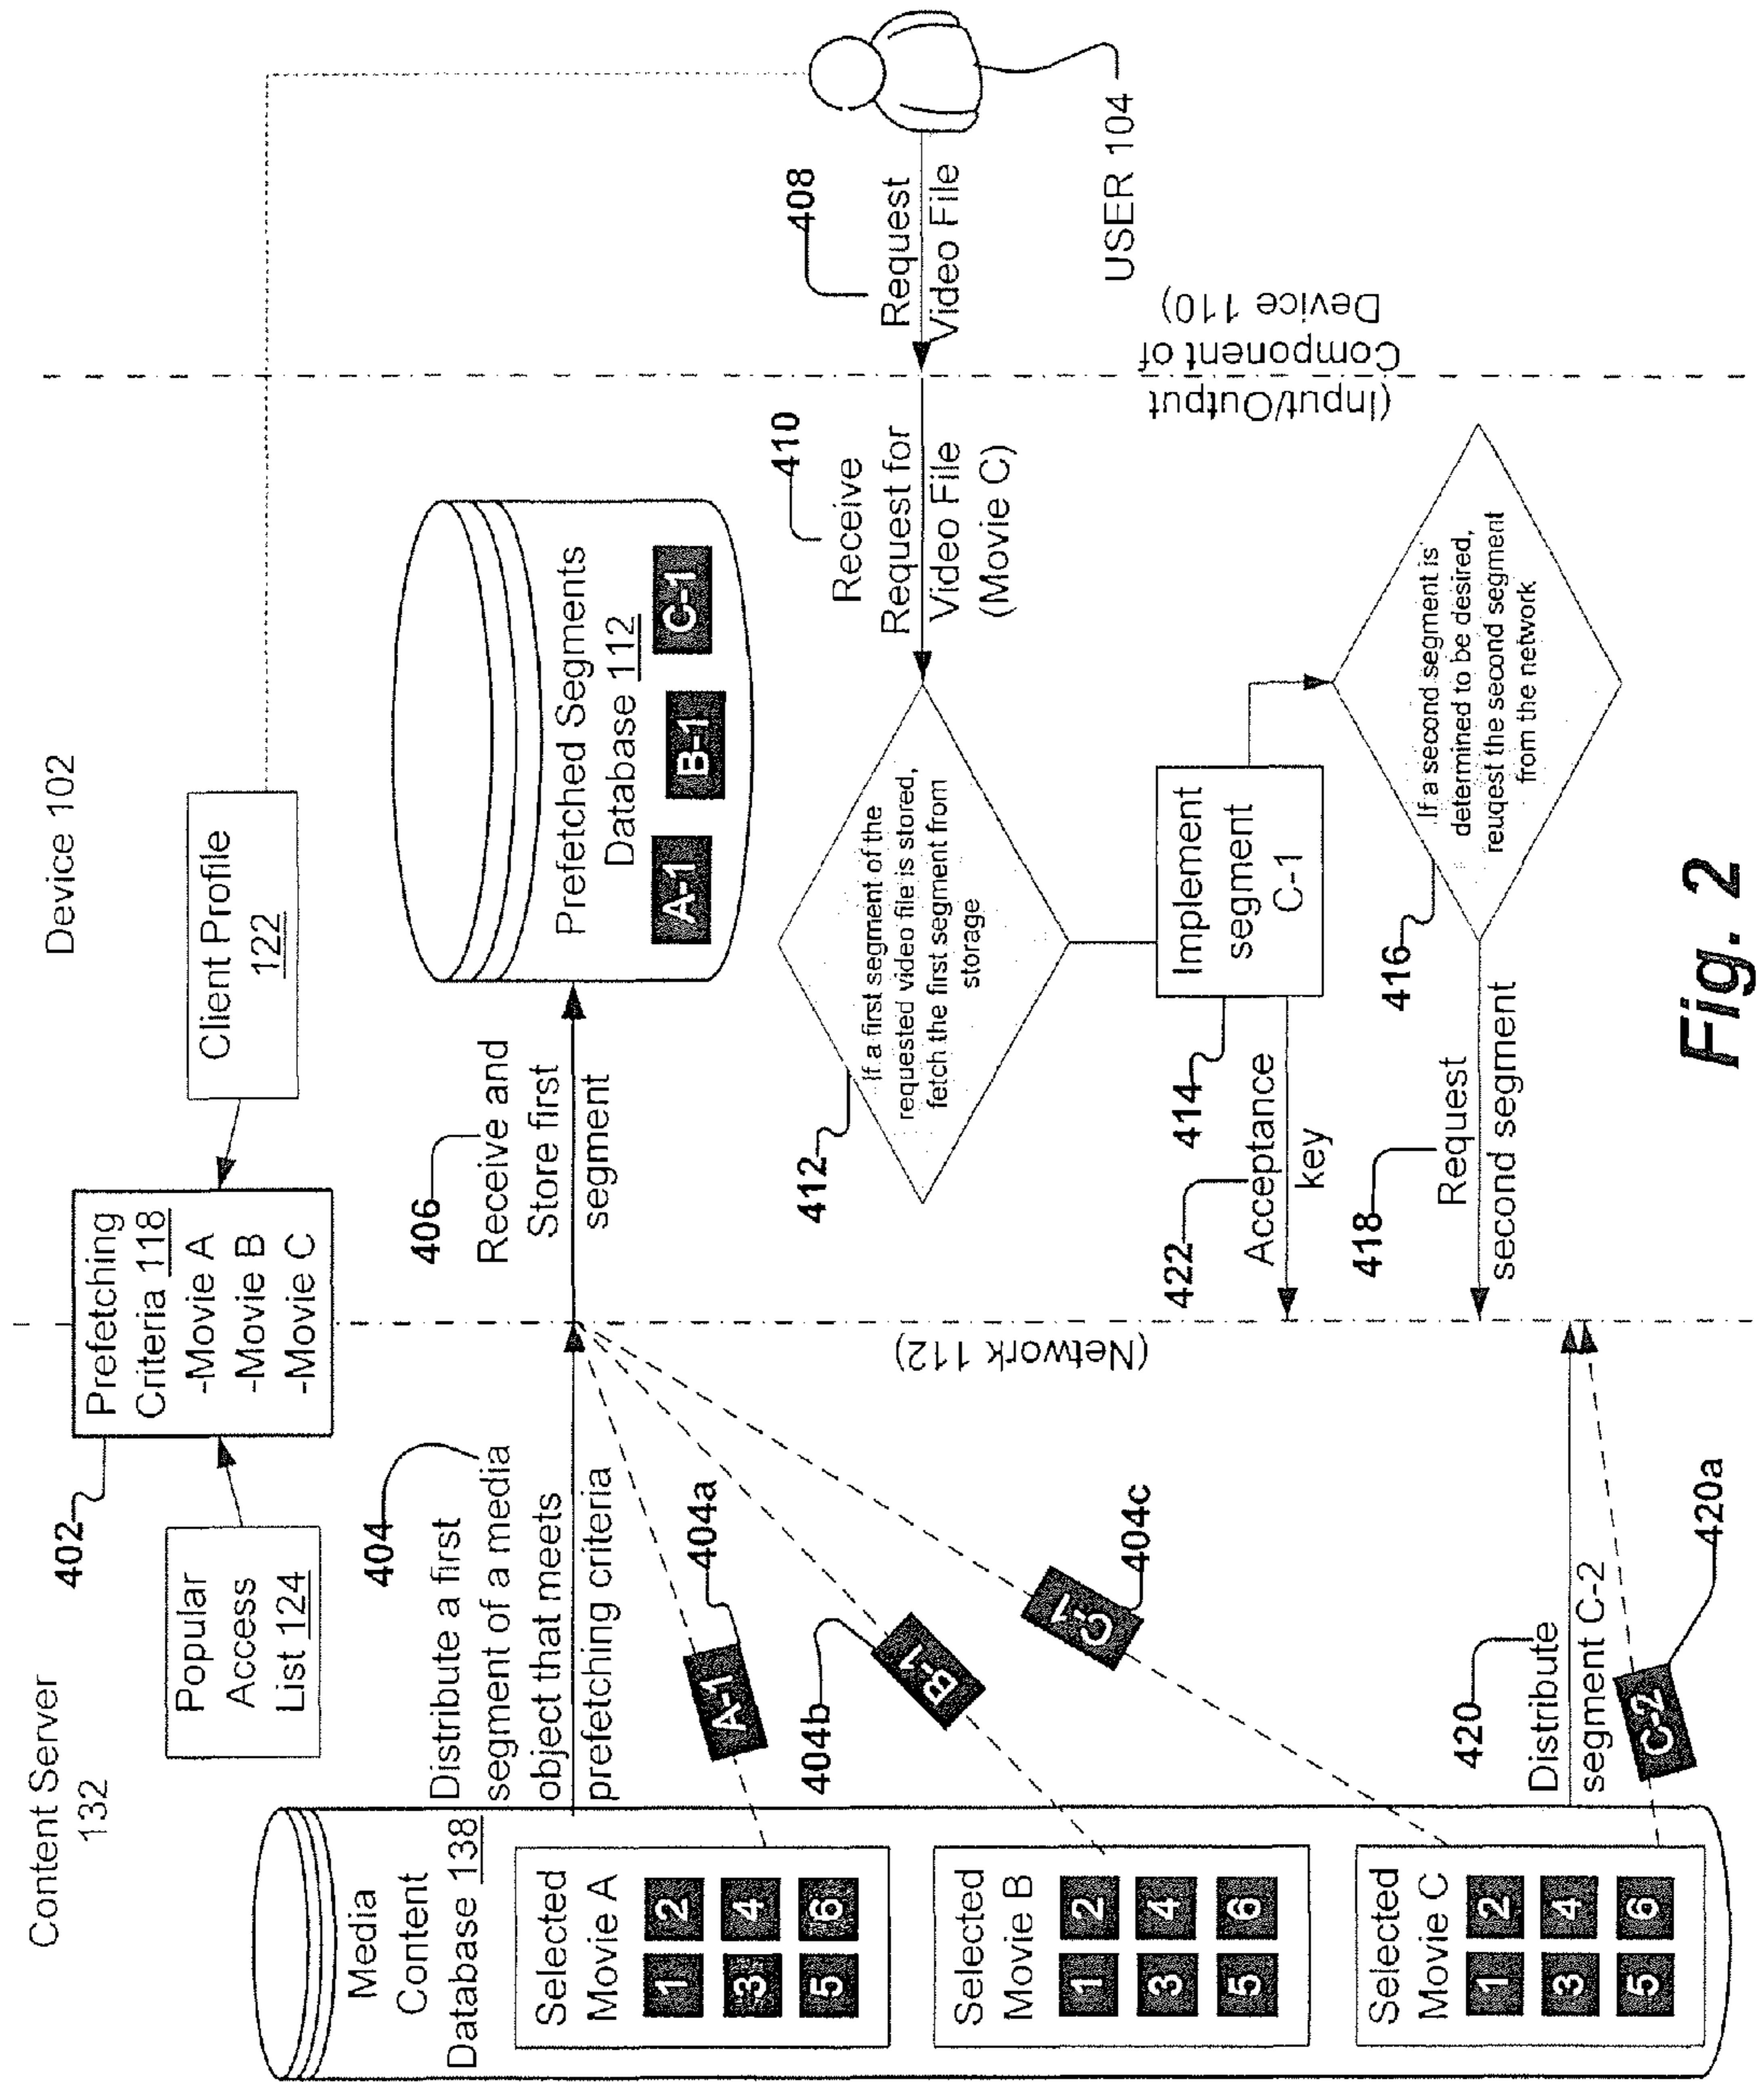 Content Server
132
Device 102
402
Popular
Access
List 124
Prefetching
Criteria 118
-Movie A
-Movie B
-Movie C
Client Profile
122
Media
Content
Database 138
Selected
Movie A
1 2
3 4
5 6
Selected
Movie B
1 2
3 4
5 6
Selected
Movie C
1 2
3 4
5 6
404
Distribute a first
segment of a media
object that meets
prefetching criteria
A-1
404a
404b
B-1
C-1
404c
420
Distribute
segment C-2
C-2
420a
(Network 112)
406
Receive and
Store first
segment
Prefetched Segments
Database 112
A-1 B-1 C-1
408
Request
Video File
USER 104
(Input/Output
Component of
Device 110)
410
Receive
Request for
Video File
(Movie C)
412
If a first segment of the
requested video file is stored,
fetch the first segment from
storage
414
Implement
segment
C-1
422
Acceptance
key
416
If a second segment is
determined to be desired,
reuqest the second segment
from the network
418
Request
second segment
Fig. 2